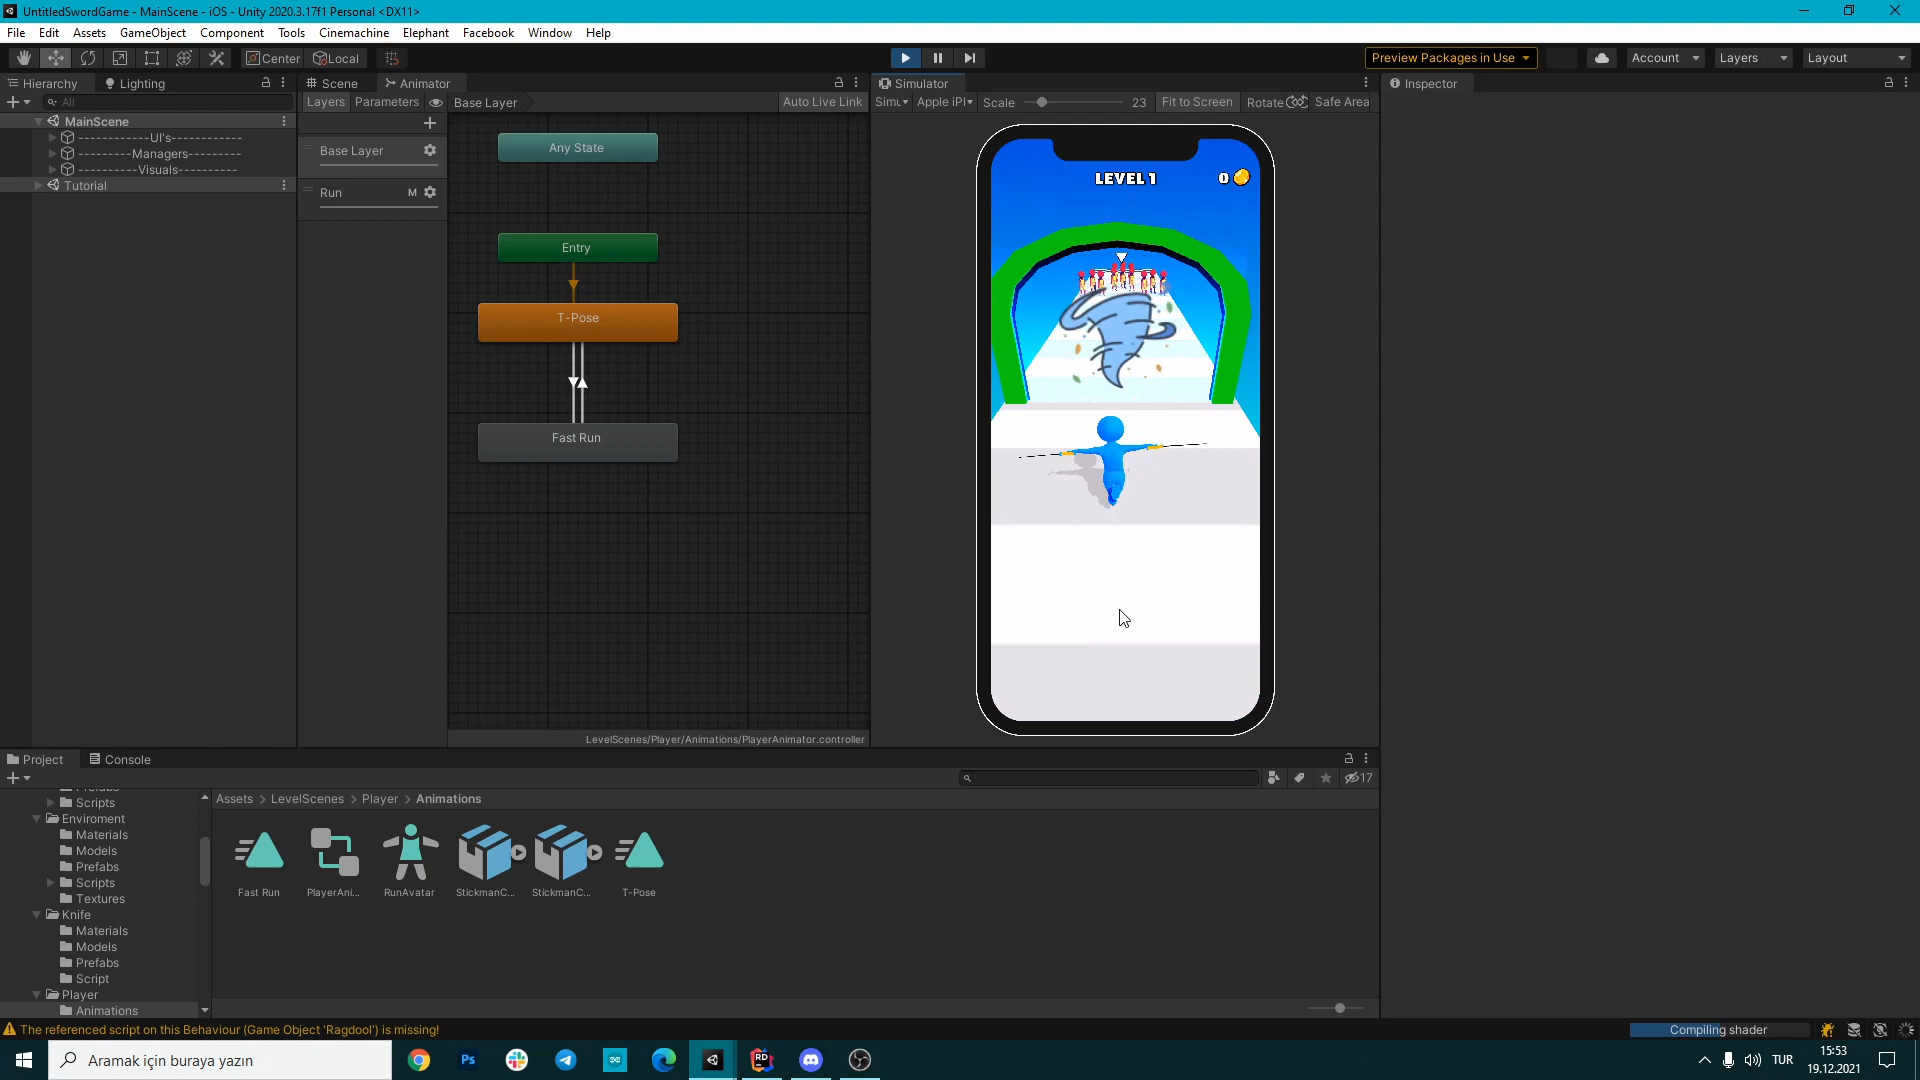 UntitledSwordGame - MainScene - iOS - Unity 2020.3.17f1 Personal <DX11>
File Edit Assets GameObject Component Tools Cinemachine Elephant Facebook Window Help
Center Local
Preview Packages in Use Account Layers Layout
Hierarchy Lighting
All
MainScene
------------UI's------------
---------Managers---------
----------Visuals----------
Tutorial
Scene Animator
Layers Parameters Base Layer Auto Live Link
Base Layer
Run M
Any State
Entry
T-Pose
Fast Run
LevelScenes/Player/Animations/PlayerAnimator.controller
Simulator
Apple iPl Scale 23 Fit to Screen Rotate Safe Area
LEVEL 1 0
Inspector
Project Console
17
Scripts
Enviroment
Materials
Models
Prefabs
Scripts
Textures
Knife
Materials
Models
Prefabs
Script
Player
Animations
Assets > LevelScenes > Player > Animations
Fast Run PlayerAni... RunAvatar StickmanC... StickmanC... T-Pose
The referenced script on this Behaviour (Game Object 'Ragdool') is missing!
Compiling shader
Aramak için buraya yazın
Ps
RD
TUR
15:53
19.12.2021